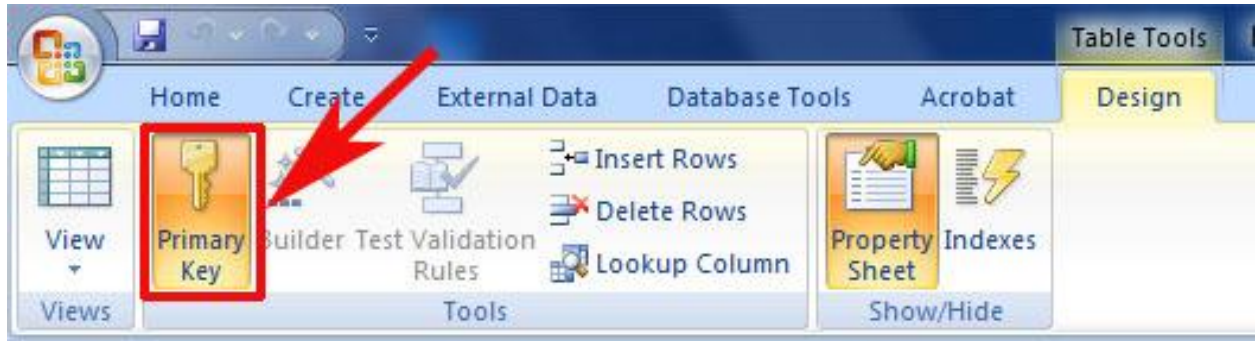 Table Tools
Home Create External Data Database Tools Acrobat Design
Insert Rows
Delete Rows
View Primary Key Builder Test Validation Rules Lookup Column Property Sheet Indexes
Views Tools Show/Hide